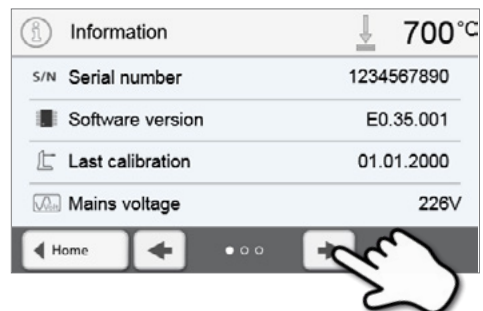 Information 700°C
S/N Serial number 1234567890
Software version E0.35.001
Last calibration 01.01.2000
Mains voltage 226V
Home